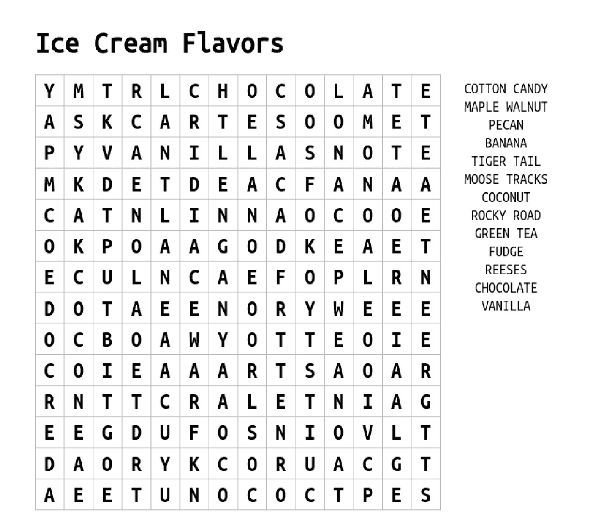 Ice Cream Flavors
Y M T R L C H O C O L A T E
A S K C A R T E S O O M E T
P Y V A N I L L A S N O T E
M K D E T D E A C F A N A A
C A T N L I N N A O C O O E
O K P O A A G O D K E A E T
E C U L N C A E F O P L R N
D O T A E E N O R Y W E E E
O C B O A W Y O T T E O I E
C O I E A A A R T S A O A R
R N T T C R A L E T N I A G
E E G D U F O S N I O V L T
D A O R Y K C O R U A C G T
A E E T U N O C O C T P E S
COTTON CANDY
MAPLE WALNUT
PECAN
BANANA
TIGER TAIL
MOOSE TRACKS
COCONUT
ROCKY ROAD
GREEN TEA
FUDGE
REESES
CHOCOLATE
VANILLA